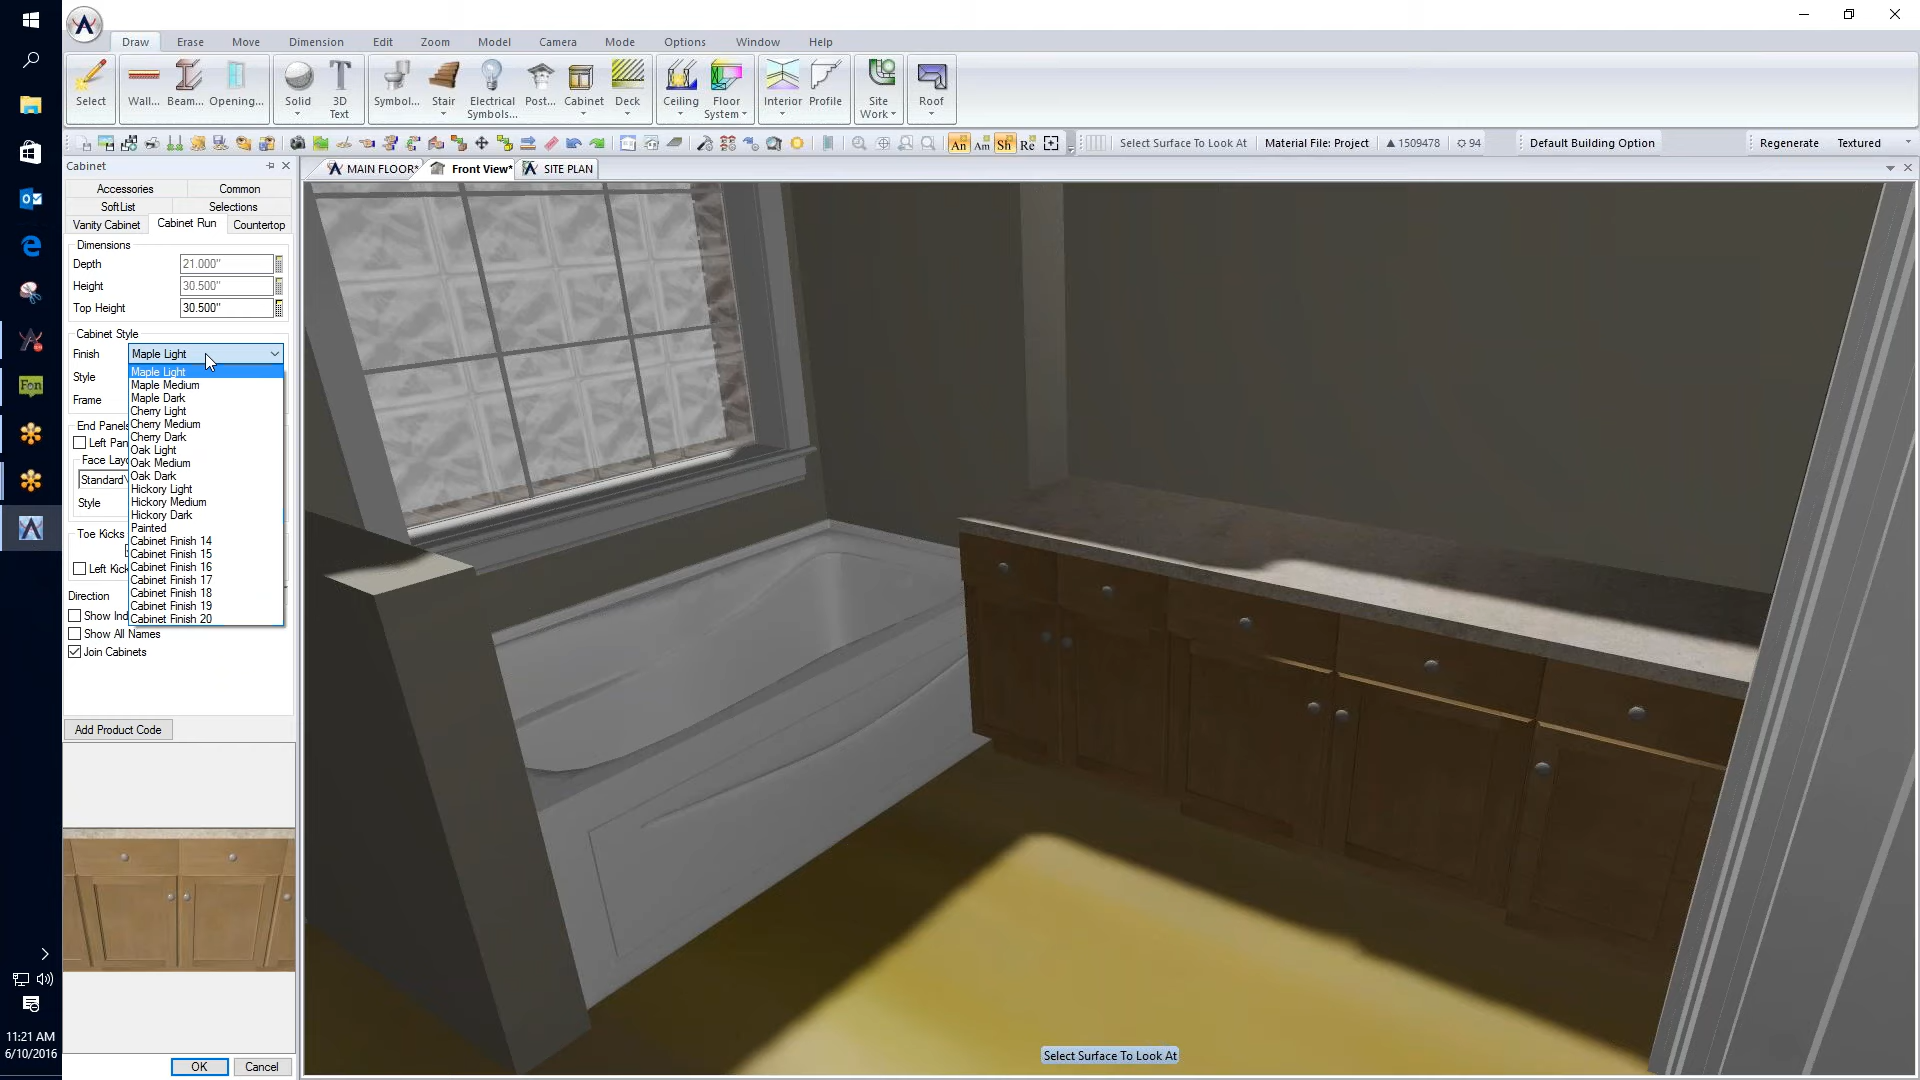 Draw Erase Move Dimension Edit Zoom Model Camera Mode Options Window Help
Select Wall... Beam... Opening... Solid 3D Text Symbol... Stair Electrical Symbols... Post... Cabinet Deck Ceiling Floor System Interior Profile Site Work Roof
An Am Sh Re Select Surface To Look At Material File: Project 1509478 94 Default Building Option Regenerate Textured
Cabinet
MAIN FLOOR* Front View* SITE PLAN
Accessories Common
SoftList Selections
Vanity Cabinet Cabinet Run Countertop
Dimensions
Depth 21.000"
Height 30.500"
Top Height 30.500"
Cabinet Style
Finish Maple Light
Maple Light
Style
Maple Medium
Maple Dark
Frame
Cherry Light
Cherry Medium
End Panels
Cherry Dark
Left Pan
Oak Light
Face Layo
Oak Medium
Oak Dark
Standard\
Hickory Light
Hickory Medium
Style
Hickory Dark
Painted
Toe Kicks
Cabinet Finish 14
Cabinet Finish 15
Cabinet Finish 16
Left Kick
Cabinet Finish 17
Cabinet Finish 18
Direction
Cabinet Finish 19
Show Ind
Cabinet Finish 20
Show All Names
Join Cabinets
Add Product Code
OK Cancel
Select Surface To Look At
Fon
11:21 AM
6/10/2016